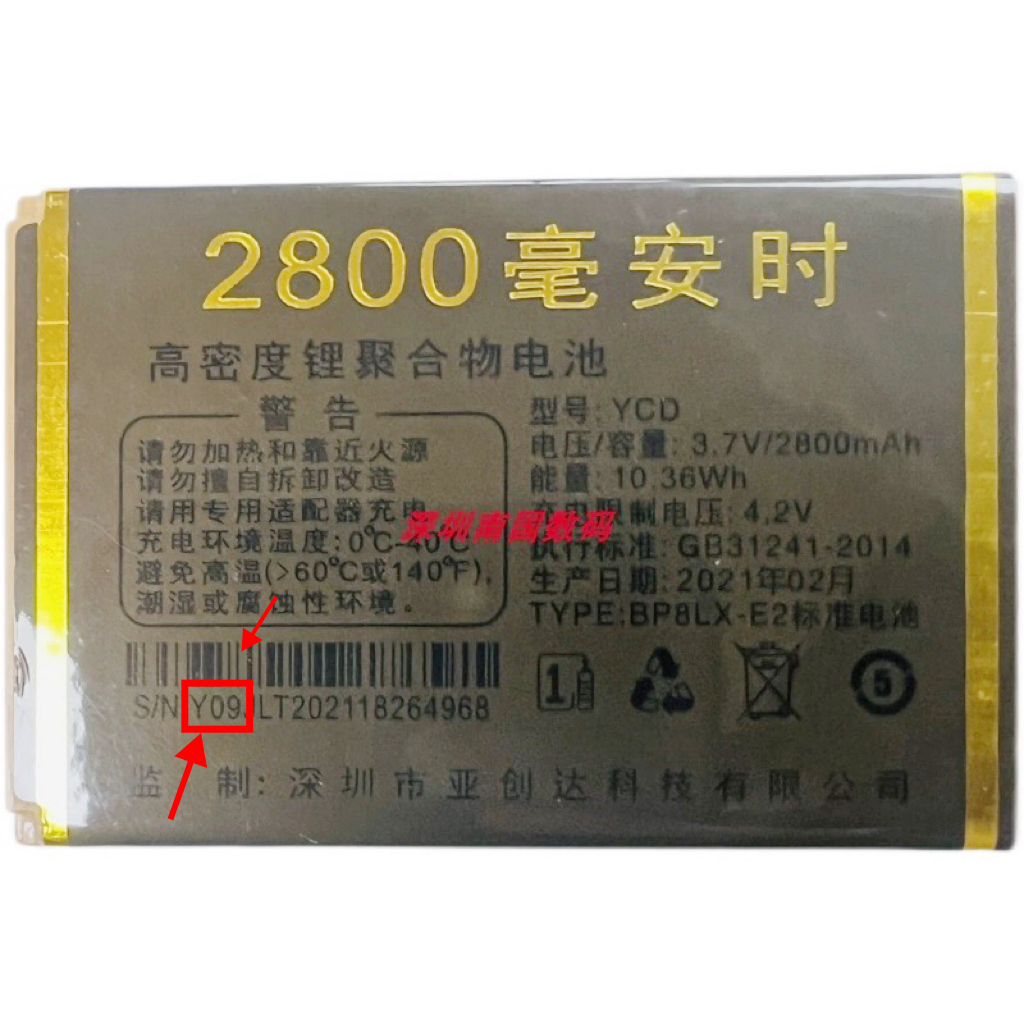 2800毫安时
高密度锂聚合物电池
警告
请勿加热和靠近火源
请勿擅自拆卸改造
请用专用适配器充电
充电环境温度:0℃-40℃
避免高温(>60℃或140℉),
潮湿或腐蚀性环境。
型号:YCD
电压/容量:3.7V/2800mAh
能量:10.36Wh
充电限制电压:4.2V
执行标准:GB31241-2014
生产日期:2021年02月
TYPE:BP8LX-E2标准电池
深圳南国数码
S/N Y09JLT202118264968
1
5
监 制:深圳市亚创达科技有限公司